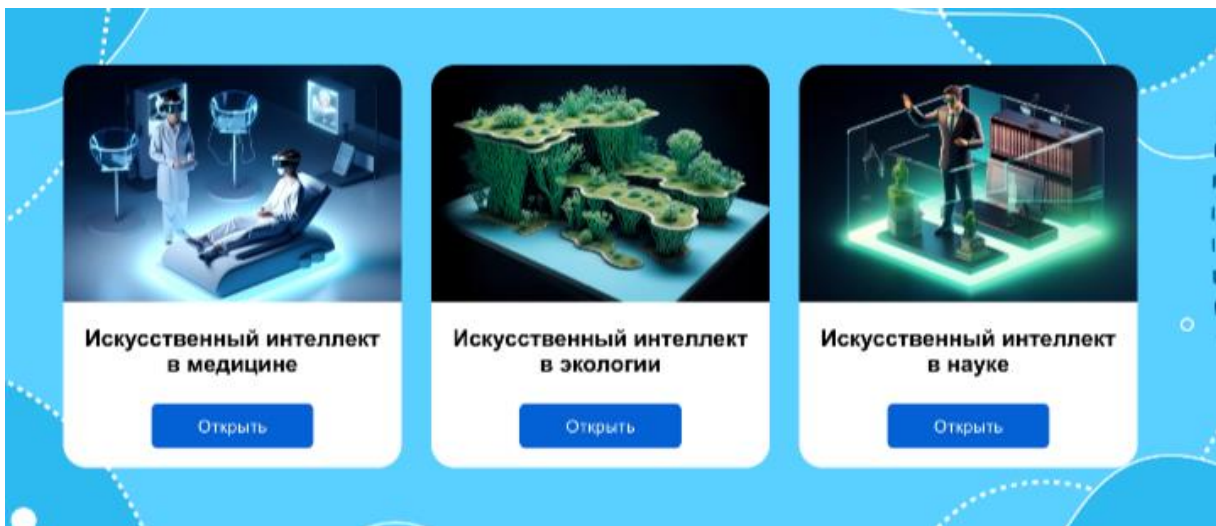 Искусственный интеллект
в медицине
Открыть
Искусственный интеллект
в экологии
Открыть
Искусственный интеллект
в науке
Открыть